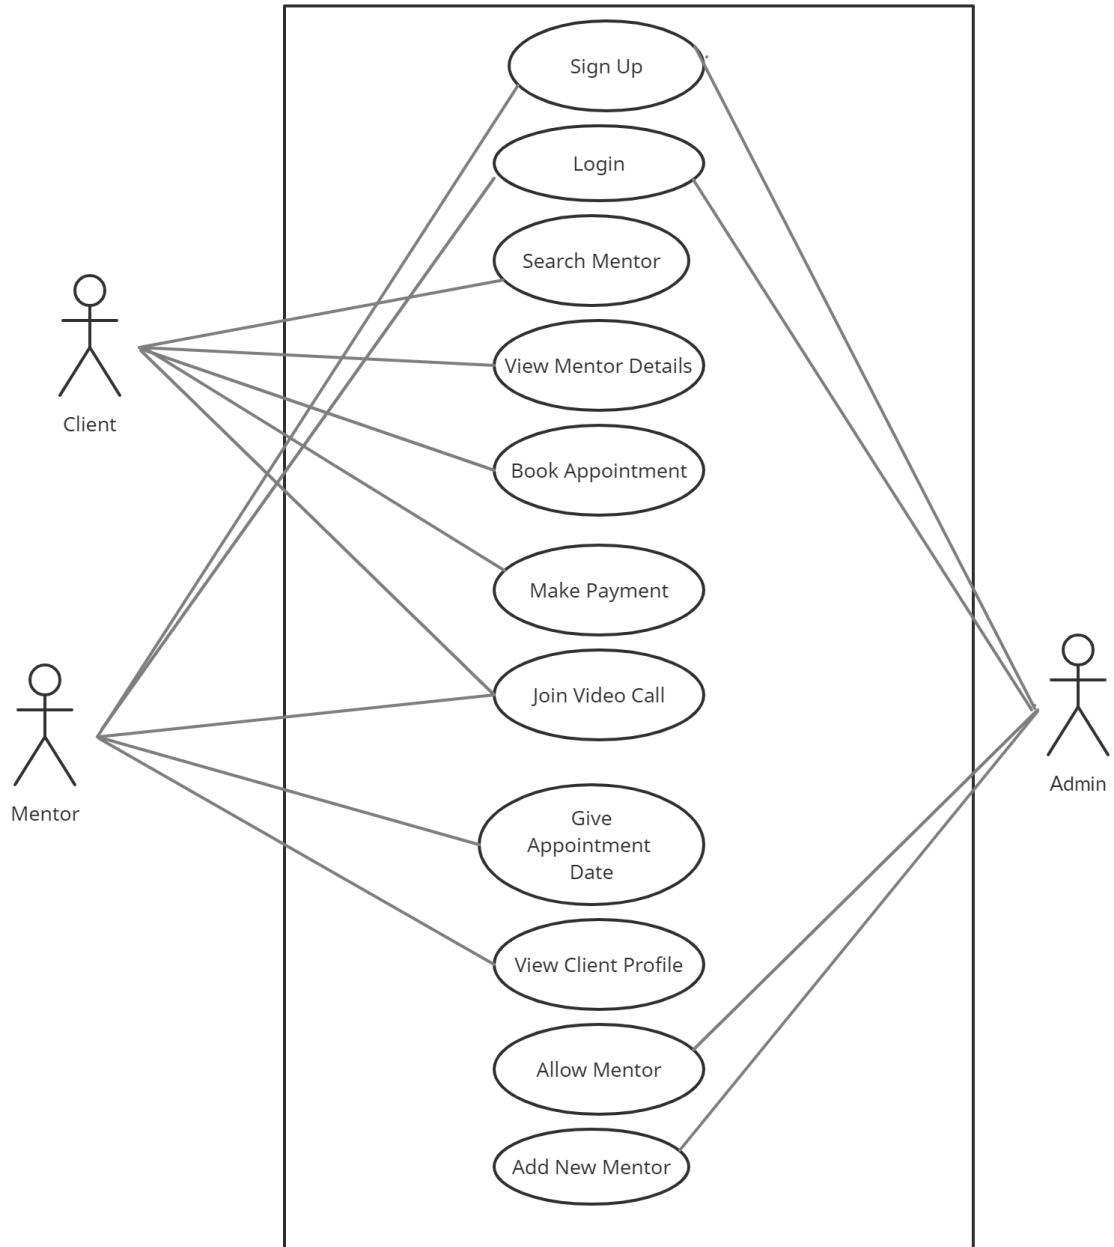 Sign Up
Login
Search Mentor
View Mentor Details
Client
Book Appointment
Make Payment
Join Video Call
Mentor
Admin
Give
Appointment
Date
View Client Profile
Allow Mentor
Add New Mentor